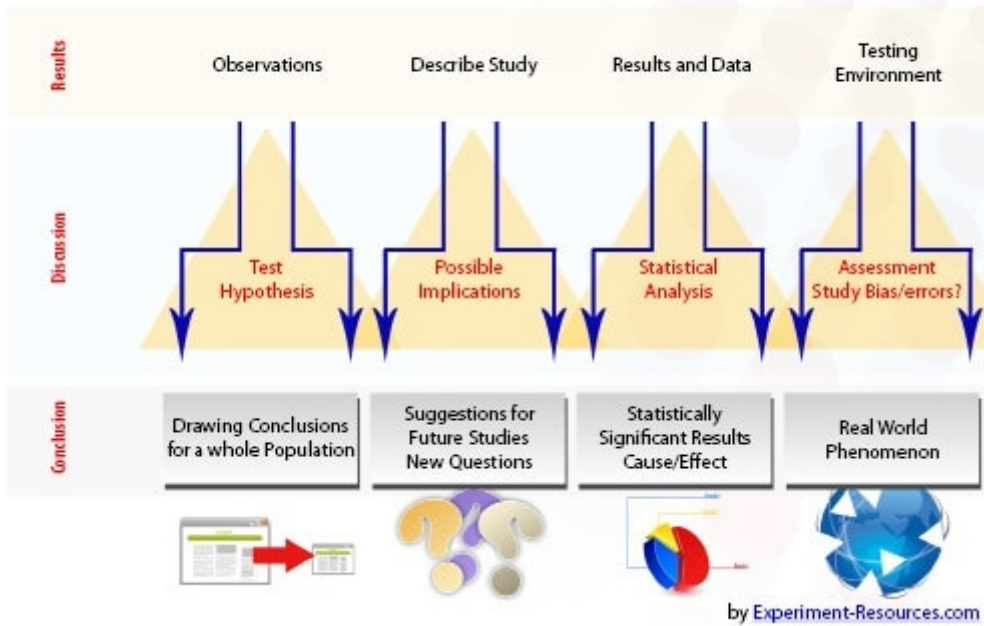 Results
Observations
Describe Study
Results and Data
Testing
Environment
Discussion
Test
Hypothesis
Possible
Implications
Statistical
Analysis
Assessment
Study Bias/errors?
Conclusion
Drawing Conclusions
for a whole Population
Suggestions for
Future Studies
New Questions
Statistically
Significant Results
Cause/Effect
Real World
Phenomenon
by Experiment-Resources.com